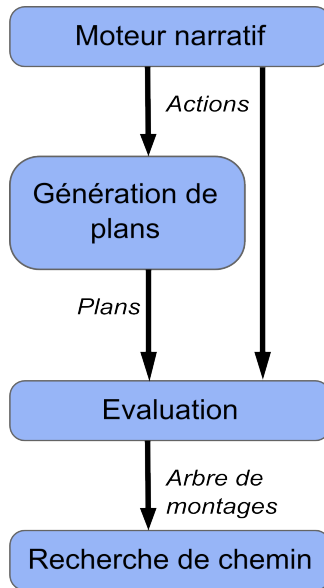 Moteur narratif
Actions
Génération de
plans
Plans
Evaluation
Arbre de
montages
Recherche de chemin